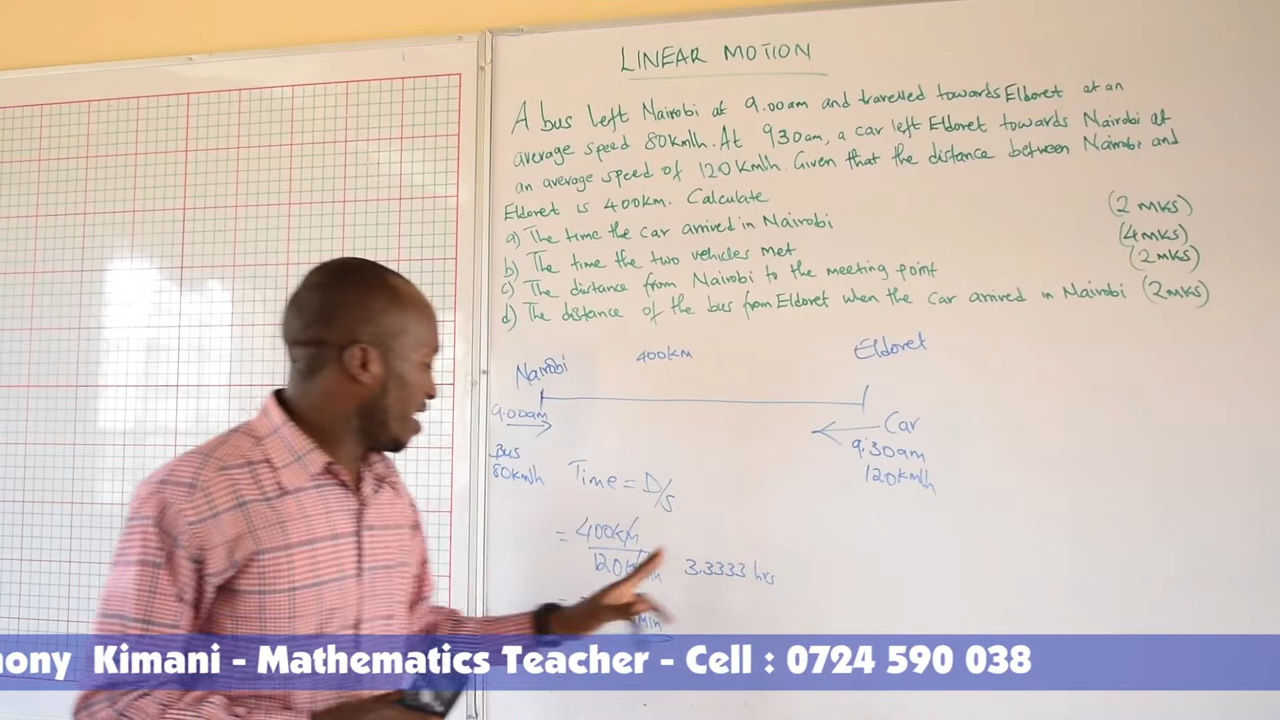 LINEAR MOTION
A bus left Nairobi at 9.00am and travelled towards Eldoret at an
average speed 80Km/h. At 930am, a car left Eldoret towards Nairobi at
an average speed of 120Km/h. Given that the distance between Nairobi and
Eldoret is 400km. Calculate
a) The time the car arrived in Nairobi (2 mks)
b) The time the two vehicles met (4mks)
c) The distance from Nairobi to the meeting point (2mks)
d) The distance of the bus from Eldoret when the car arrived in Nairobi (2mks)
Nairobi 400km Eldoret
9.00am
Bus
80km/h
Car
9:30am
120km/h
Time = D/s
= 400km
120km/h 3.3333 hrs
= min
Kimani - Mathematics Teacher - Cell : 0724 590 038